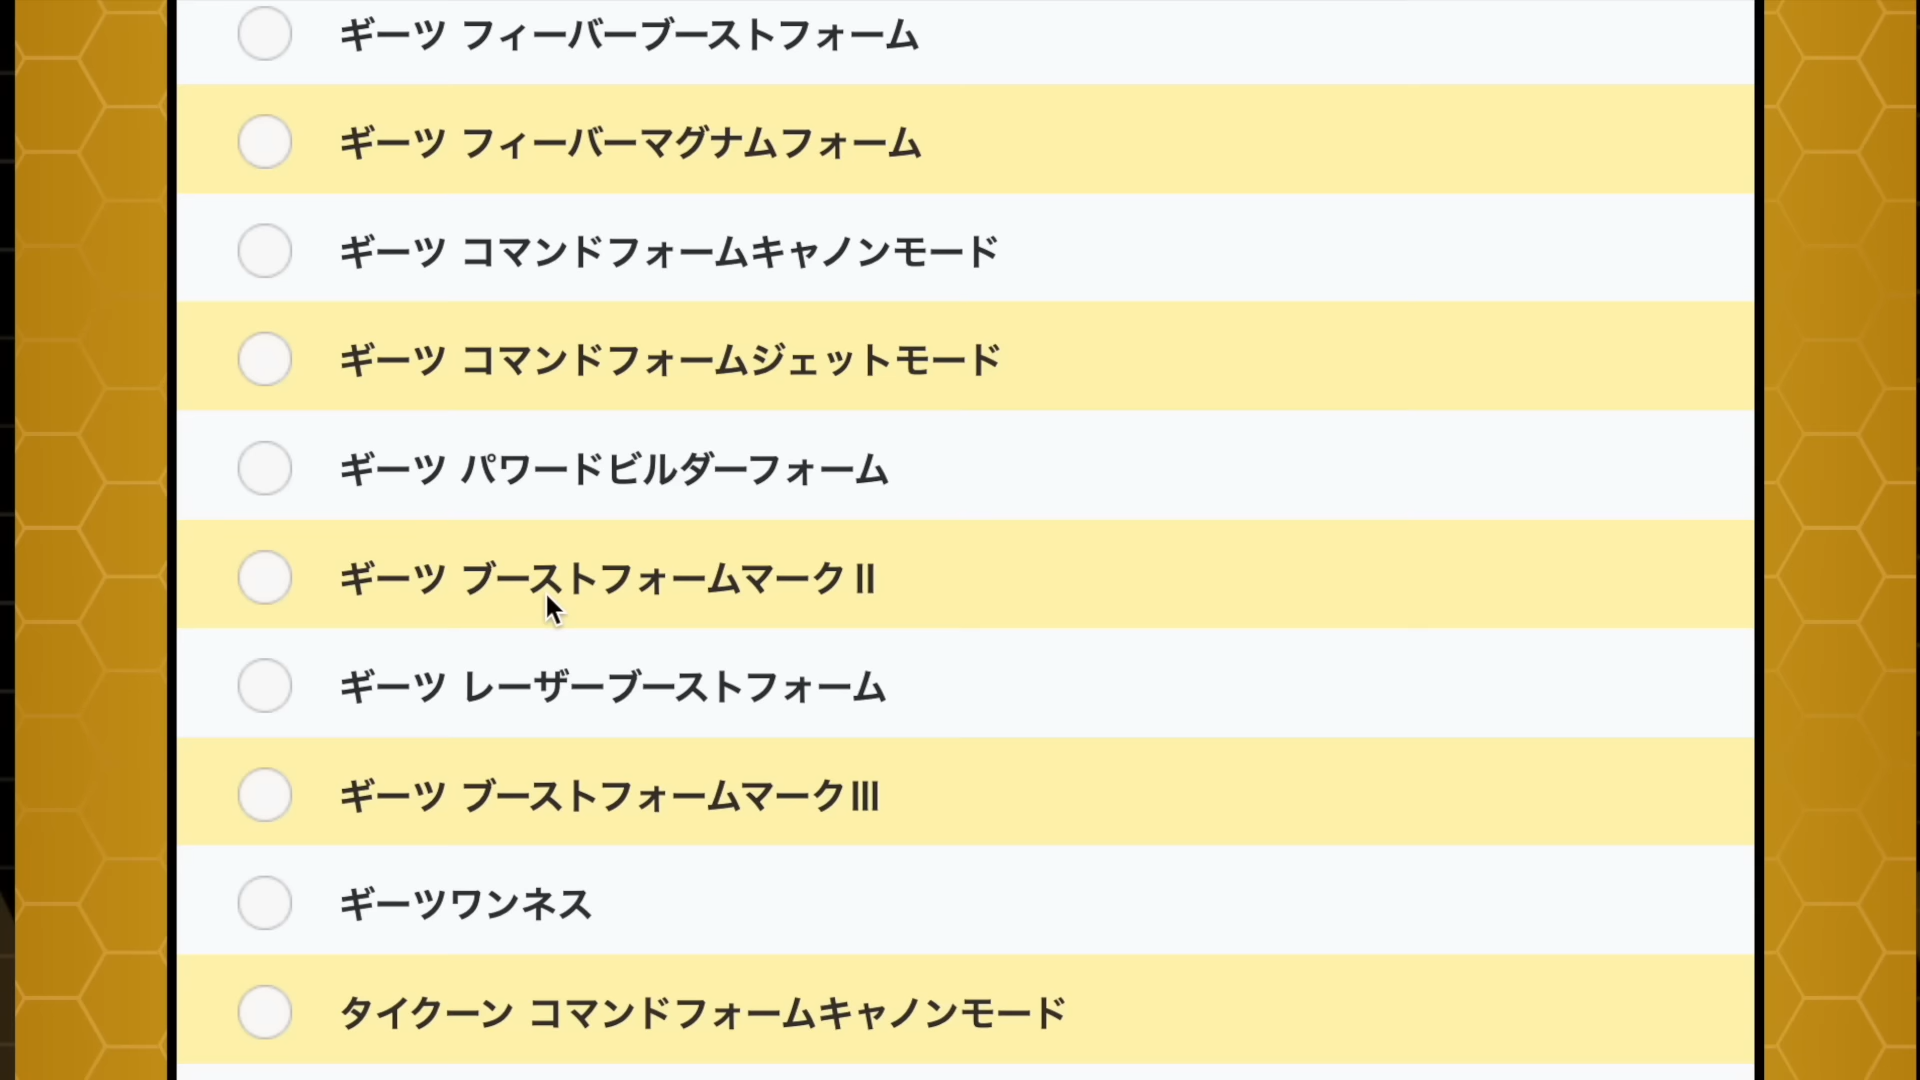 ギーツ フィーバーブーストフォーム
ギーツ フィーバーマグナムフォーム
ギーツ コマンドフォームキャノンモード
ギーツ コマンドフォームジェットモード
ギーツ パワードビルダーフォーム
ギーツ ブーストフォームマークⅡ
ギーツ レーザーブーストフォーム
ギーツ ブーストフォームマークⅢ
ギーツワンネス
タイクーン コマンドフォームキャノンモード